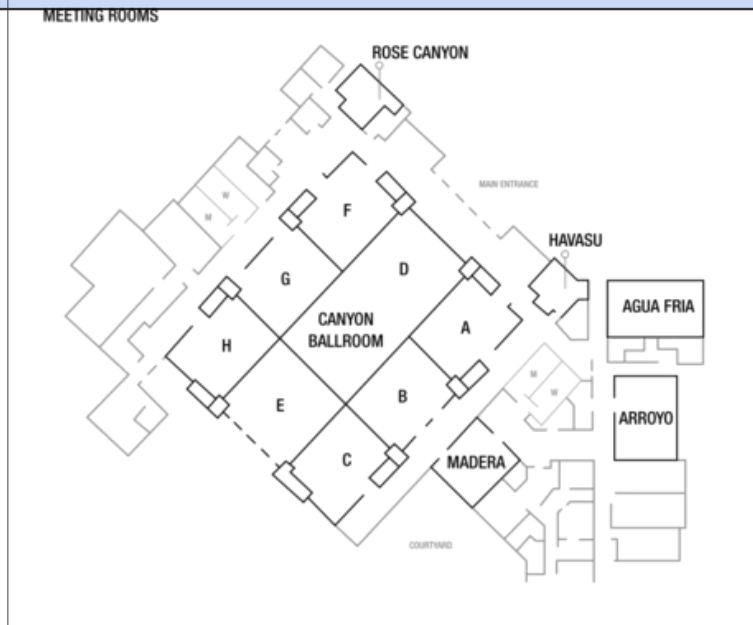 MEETING ROOMS
ROSE CANYON
MAIN ENTRANCE
W
M
F
HAVASU
D
G
AGUA FRIA
CANYON
BALLROOM
A
H
M
W
B
E
ARROYO
C
MADERA
COURTYARD